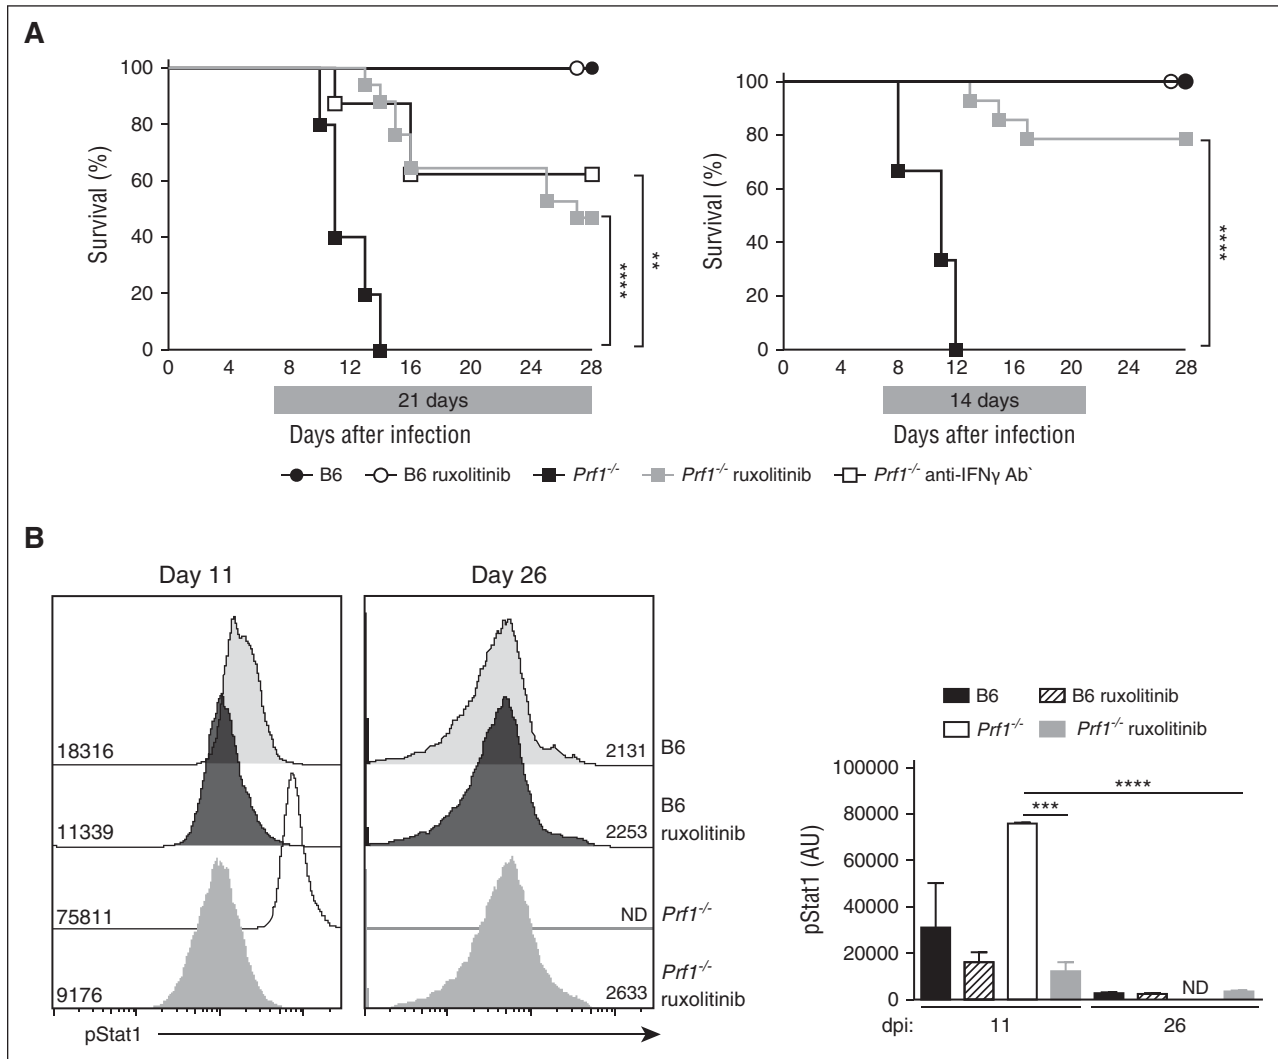 A
100
80
60
40
20
0
Survival (%)
0 4 8 12 16 20 24 28
21 days
Days after infection
****
**
100
80
60
40
20
0
Survival (%)
0 4 8 12 16 20 24 28
14 days
Days after infection
****
B6 B6 ruxolitinib Prf1-/- Prf1-/- ruxolitinib Prf1-/- anti-IFNγ Ab`
B
Day 11 Day 26
18316 2131 B6
11339 2253 B6
ruxolitinib
75811 ND Prf1-/-
9176 2633 Prf1-/-
ruxolitinib
pStat1
B6 B6 ruxolitinib
Prf1-/- Prf1-/- ruxolitinib
100000
80000
60000
40000
20000
0
pStat1 (AU)
****
***
ND
dpi: 11 26